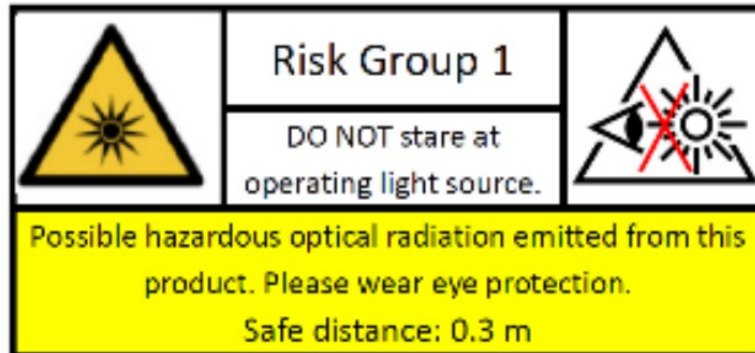 Risk Group 1
DO NOT stare at
operating light source.
Possible hazardous optical radiation emitted from this
product. Please wear eye protection.
Safe distance: 0.3 m